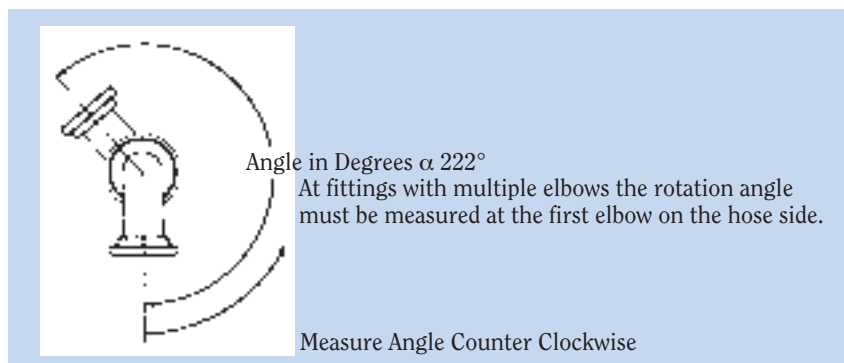 Angle in Degrees α 222°
At fittings with multiple elbows the rotation angle
must be measured at the first elbow on the hose side.
Measure Angle Counter Clockwise